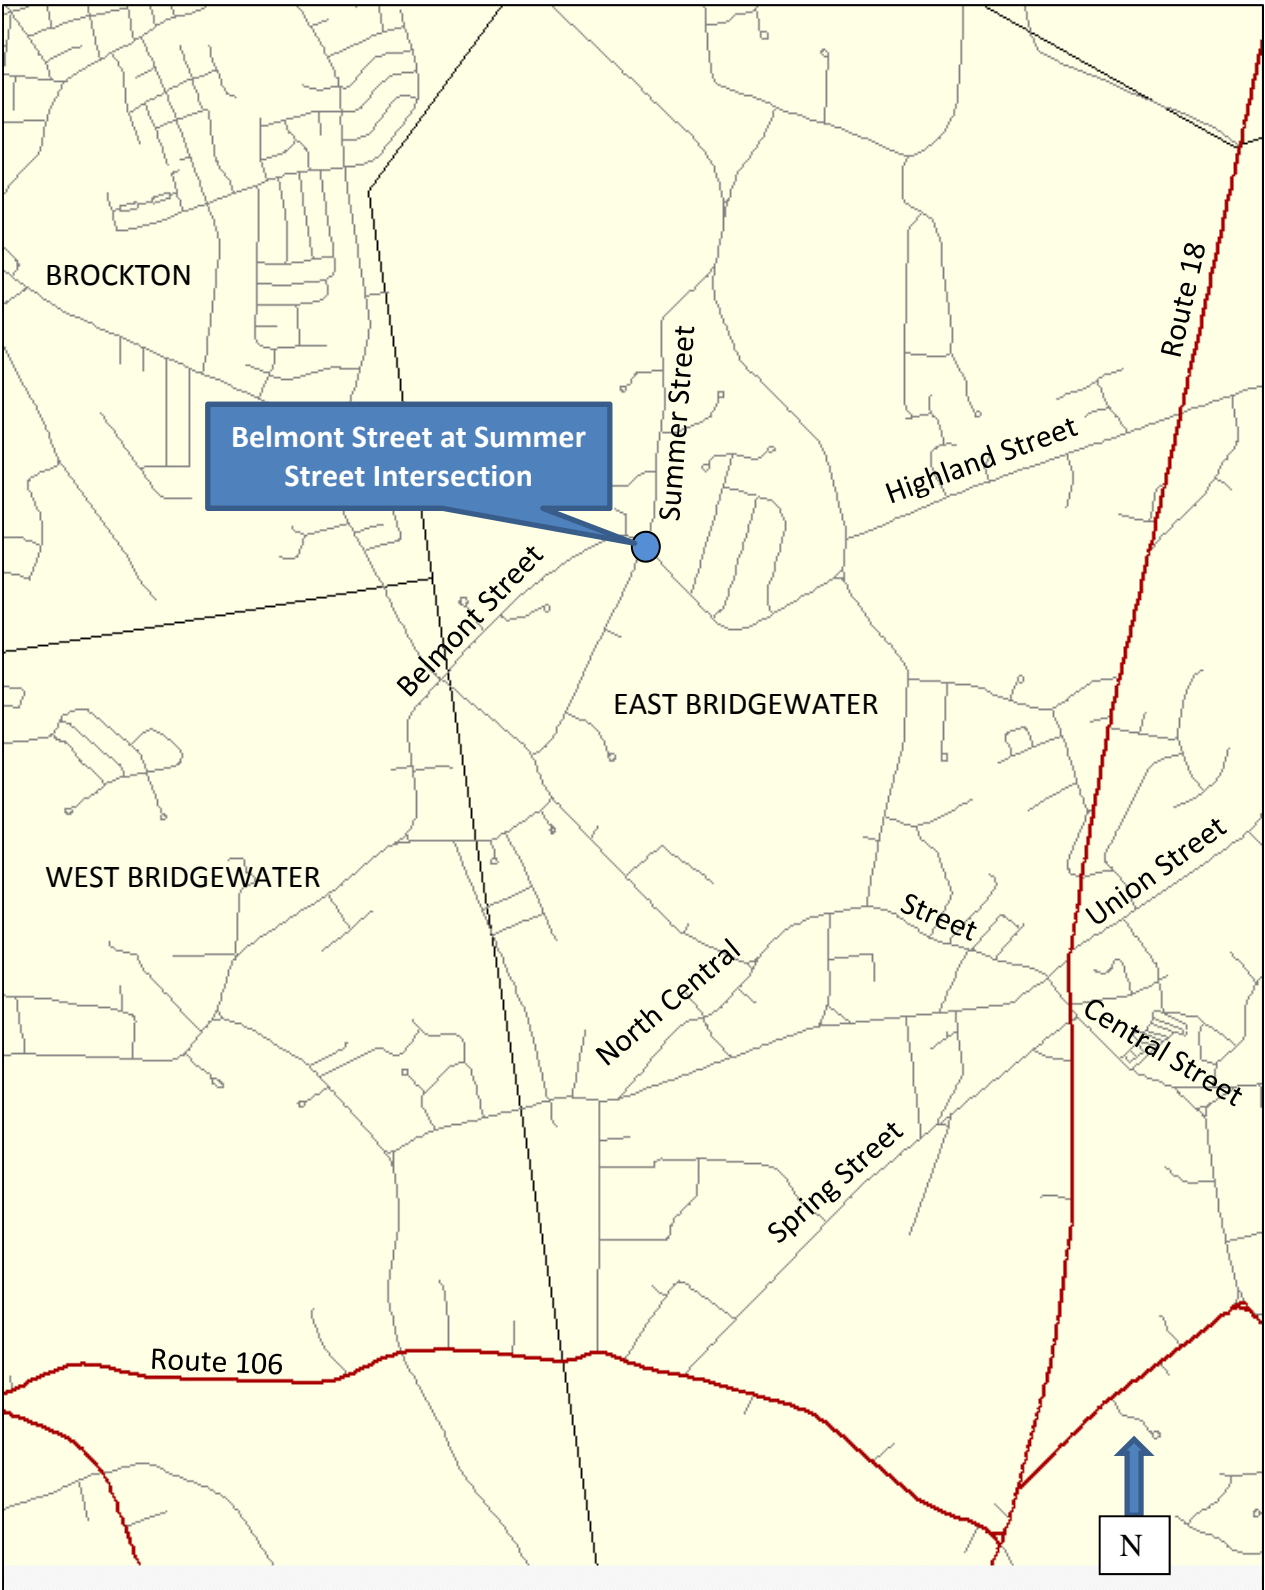 Route 18
BROCKTON
Summer Street
Belmont Street at Summer
Street Intersection
Highland Street
Belmont Street
EAST BRIDGEWATER
WEST BRIDGEWATER
Union Street
Street
North Central
Central Street
Spring Street
Route 106
N